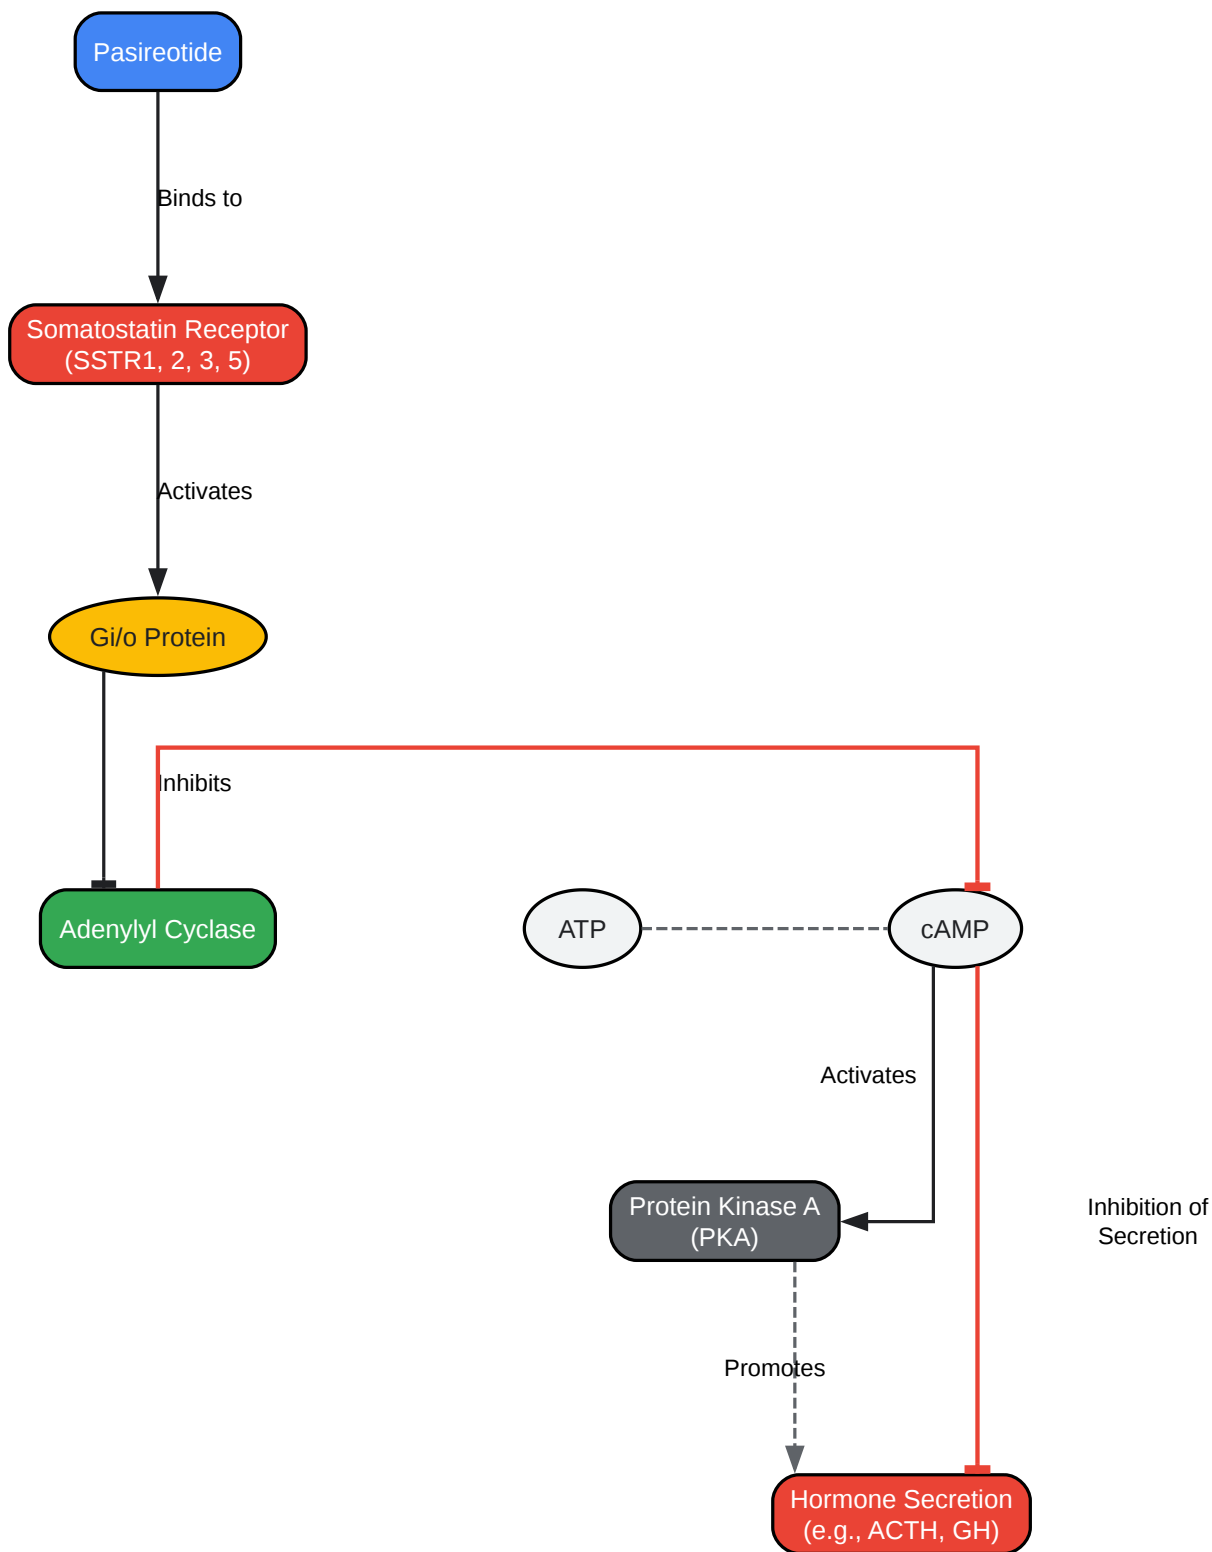 Pasireotide
Binds to
Somatostatin Receptor
(SSTR1, 2, 3, 5)
Activates
Gi/o Protein
Inhibits
Adenylyl Cyclase
ATP
cAMP
Activates
Protein Kinase A
(PKA)
Inhibition of
Secretion
Promotes
Hormone Secretion
(e.g., ACTH, GH)